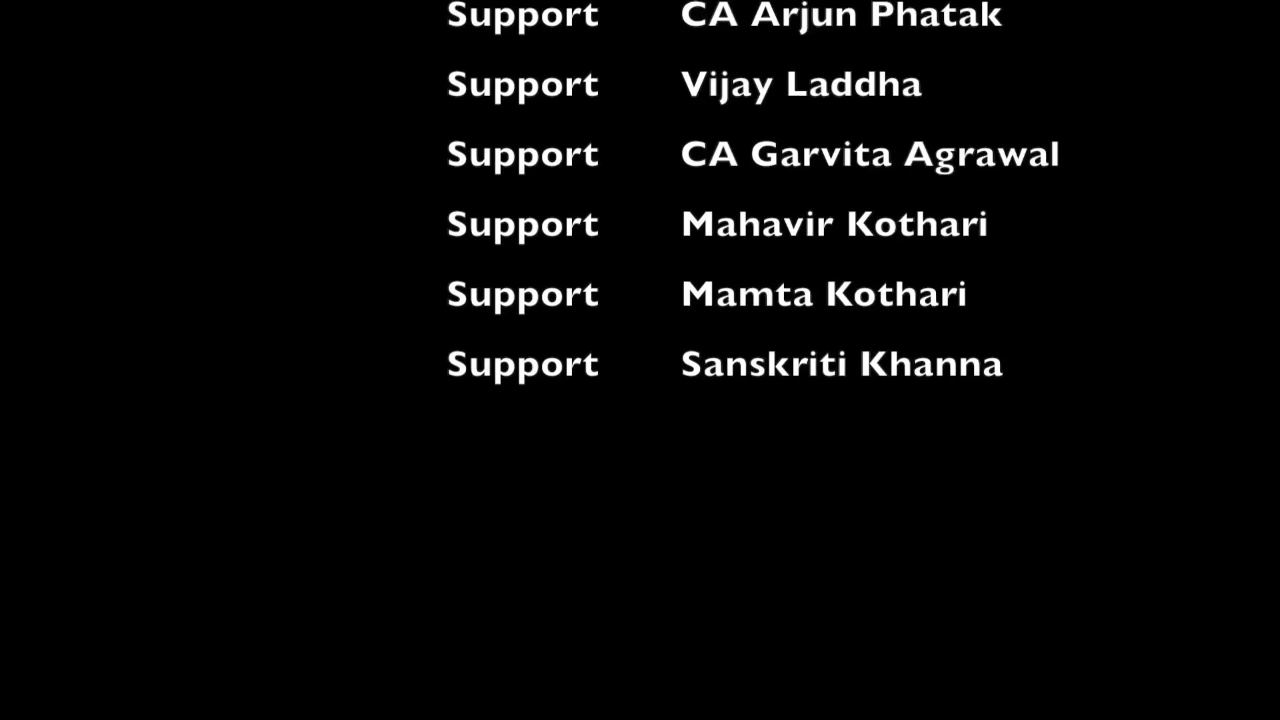 Support CA Arjun Phatak
Support Vijay Laddha
Support CA Garvita Agrawal
Support Mahavir Kothari
Support Mamta Kothari
Support Sanskriti Khanna